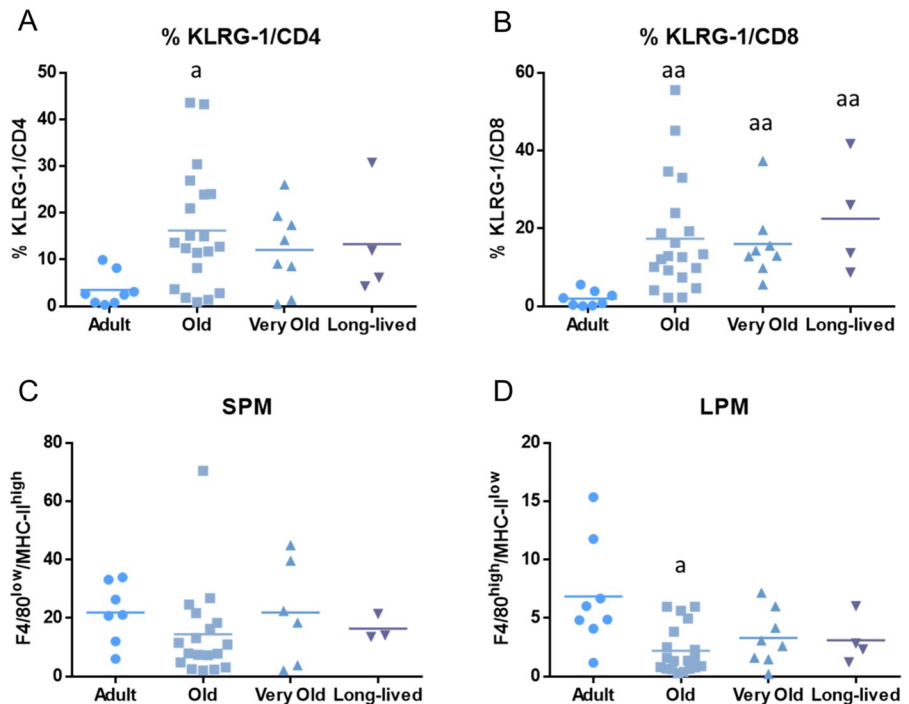 A
% KLRG-1/CD4
a
% KLRG-1/CD4
50
40
30
20
10
0
Adult Old Very Old Long-lived
B
% KLRG-1/CD8
aa
aa
aa
% KLRG-1/CD8
60
40
20
0
Adult Old Very Old Long-lived
C
SPM
F4/80low/MHC-IIhigh
80
60
40
20
0
Adult Old Very Old Long-lived
D
LPM
a
F4/80high/MHC-IIlow
20
15
10
5
0
Adult Old Very Old Long-lived